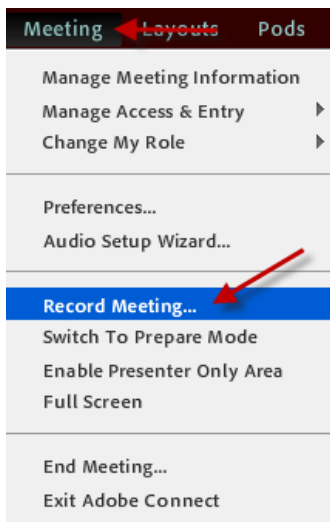 Meeting Layouts Pods
Manage Meeting Information
Manage Access & Entry
Change My Role
Preferences...
Audio Setup Wizard...
Record Meeting...
Switch To Prepare Mode
Enable Presenter Only Area
Full Screen
End Meeting...
Exit Adobe Connect